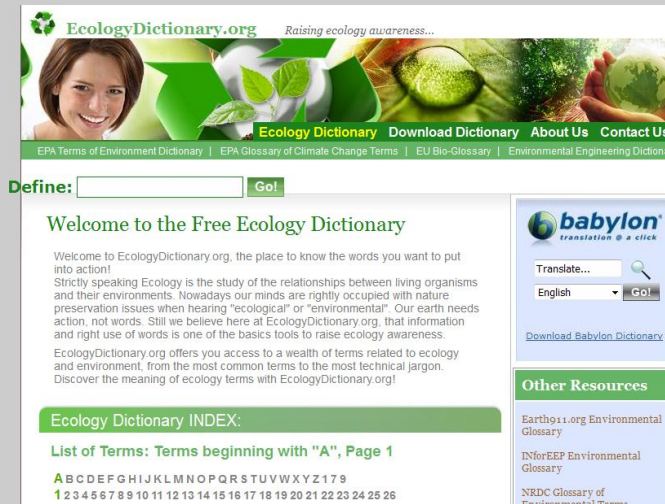 EcologyDictionary.org Raising ecology awareness...
Ecology Dictionary Download Dictionary About Us Contact Us
EPA Terms of Environment Dictionary | EPA Glossary of Climate Change Terms | EU Bio-Glossary | Environmental Engineering Diction
Define: Go!
Welcome to the Free Ecology Dictionary
Welcome to EcologyDictionary.org, the place to know the words you want to put
into action!
Strictly speaking Ecology is the study of the relationships between living organisms
and their environments. Nowadays our minds are rightly occupied with nature
preservation issues when hearing "ecological" or "environmental". Our earth needs
action, not words. Still we believe here at EcologyDictionary.org, that information
and right use of words is one of the basics tools to raise ecology awareness.
EcologyDictionary.org offers you access to a wealth of terms related to ecology
and environment, from the most common terms to the most technical jargon.
Discover the meaning of ecology terms with EcologyDictionary.org!
Ecology Dictionary INDEX:
List of Terms: Terms beginning with "A", Page 1
A B C D E F G H I J K L M N O P Q R S T U V W X Y Z 1 7 9
1 2 3 4 5 6 7 8 9 10 11 12 13 14 15 16 17 18 19 20 21 22 23 24 25 26
babylon
translation @ a click
Translate...
English Go!
Download Babylon Dictionary
Other Resources
Earth911.org Environmental
Glossary
INforEEP Environmental
Glossary
NRDC Glossary of
Environmental Terms